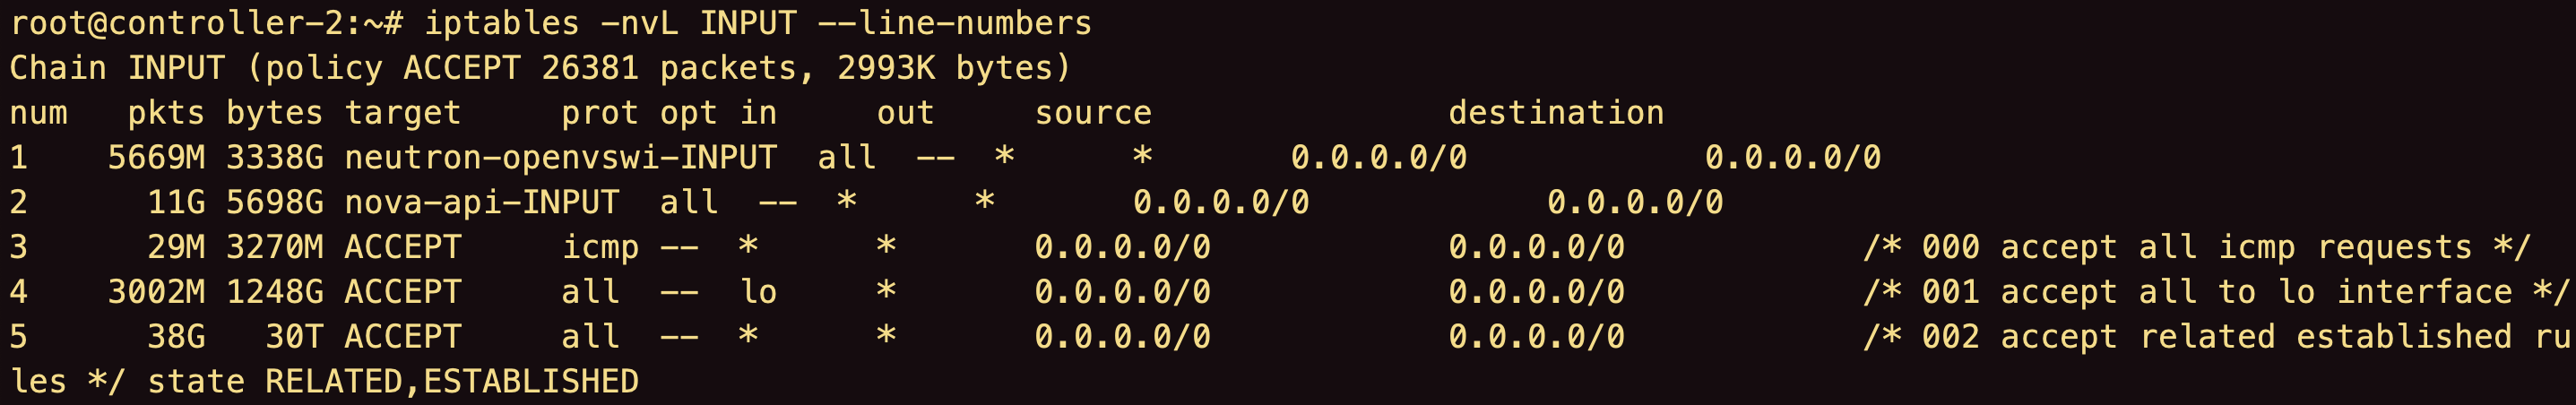 root@controller-2:~# iptables -nvL INPUT --line-numbers
Chain INPUT (policy ACCEPT 26381 packets, 2993K bytes)
num   pkts bytes target     prot opt in     out     source               destination
1    5669M 3338G neutron-openvswi-INPUT  all  --  *      *       0.0.0.0/0            0.0.0.0/0
2      11G 5698G nova-api-INPUT  all  --  *      *       0.0.0.0/0            0.0.0.0/0
3      29M 3270M ACCEPT     icmp --  *      *       0.0.0.0/0            0.0.0.0/0            /* 000 accept all icmp requests */
4    3002M 1248G ACCEPT     all  --  lo     *       0.0.0.0/0            0.0.0.0/0            /* 001 accept all to lo interface */
5      38G   30T ACCEPT     all  --  *      *       0.0.0.0/0            0.0.0.0/0            /* 002 accept related established ru
les */ state RELATED,ESTABLISHED